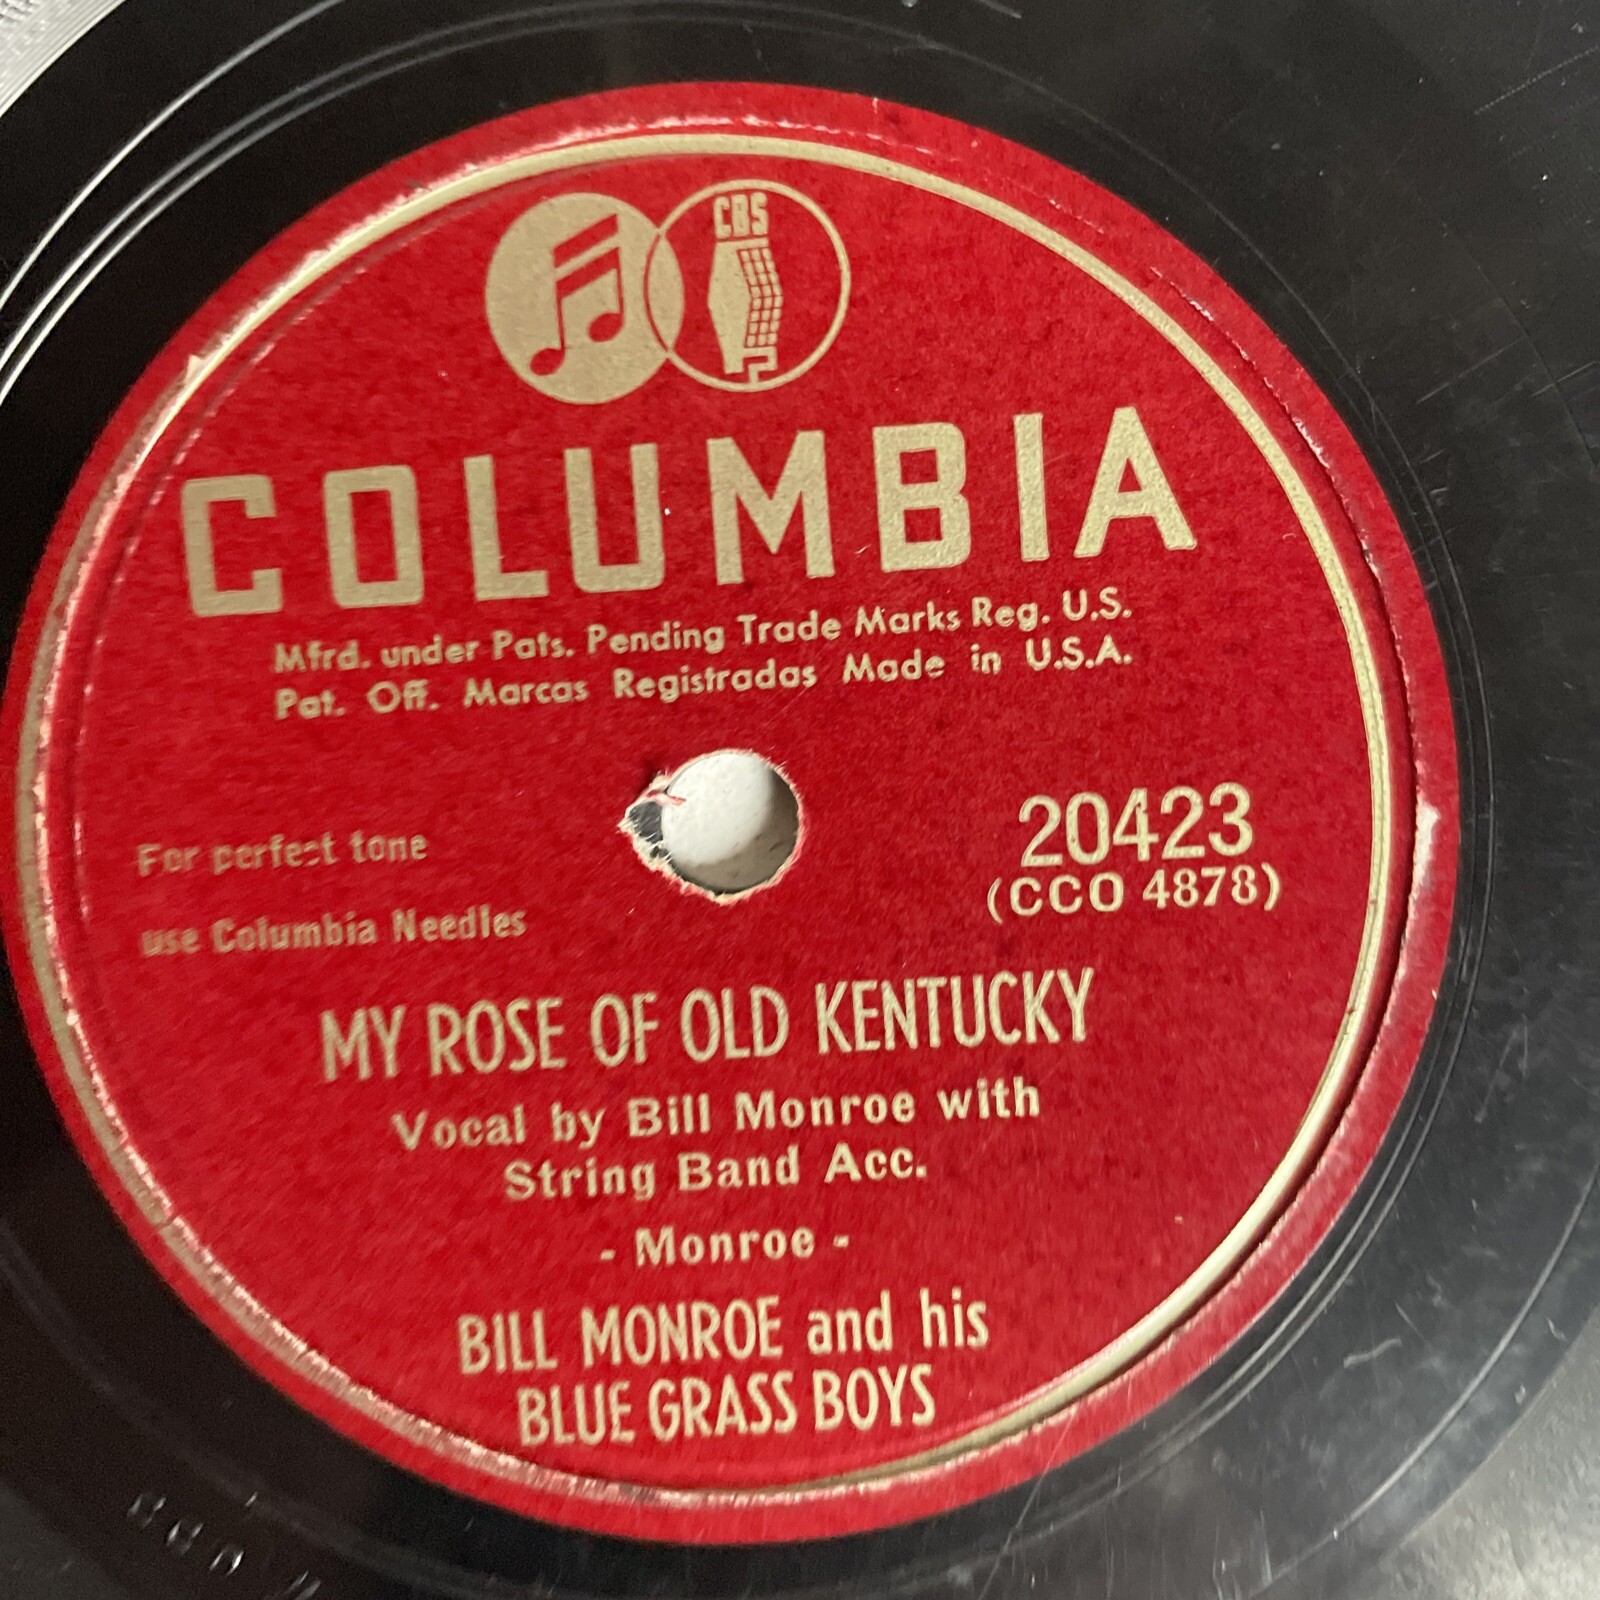 CBS
COLUMBIA
Mfrd. under Pats. Pending Trade Marks Reg. U.S.
Pat. Off. Marcas Registradas Made in U.S.A.
20423
(CCO 4878)
For perfect tone
use Columbia Needles
MY ROSE OF OLD KENTUCKY
Vocal by Bill Monroe with
String Band Acc.
- Monroe -
BILL MONROE and his
BLUE GRASS BOYS